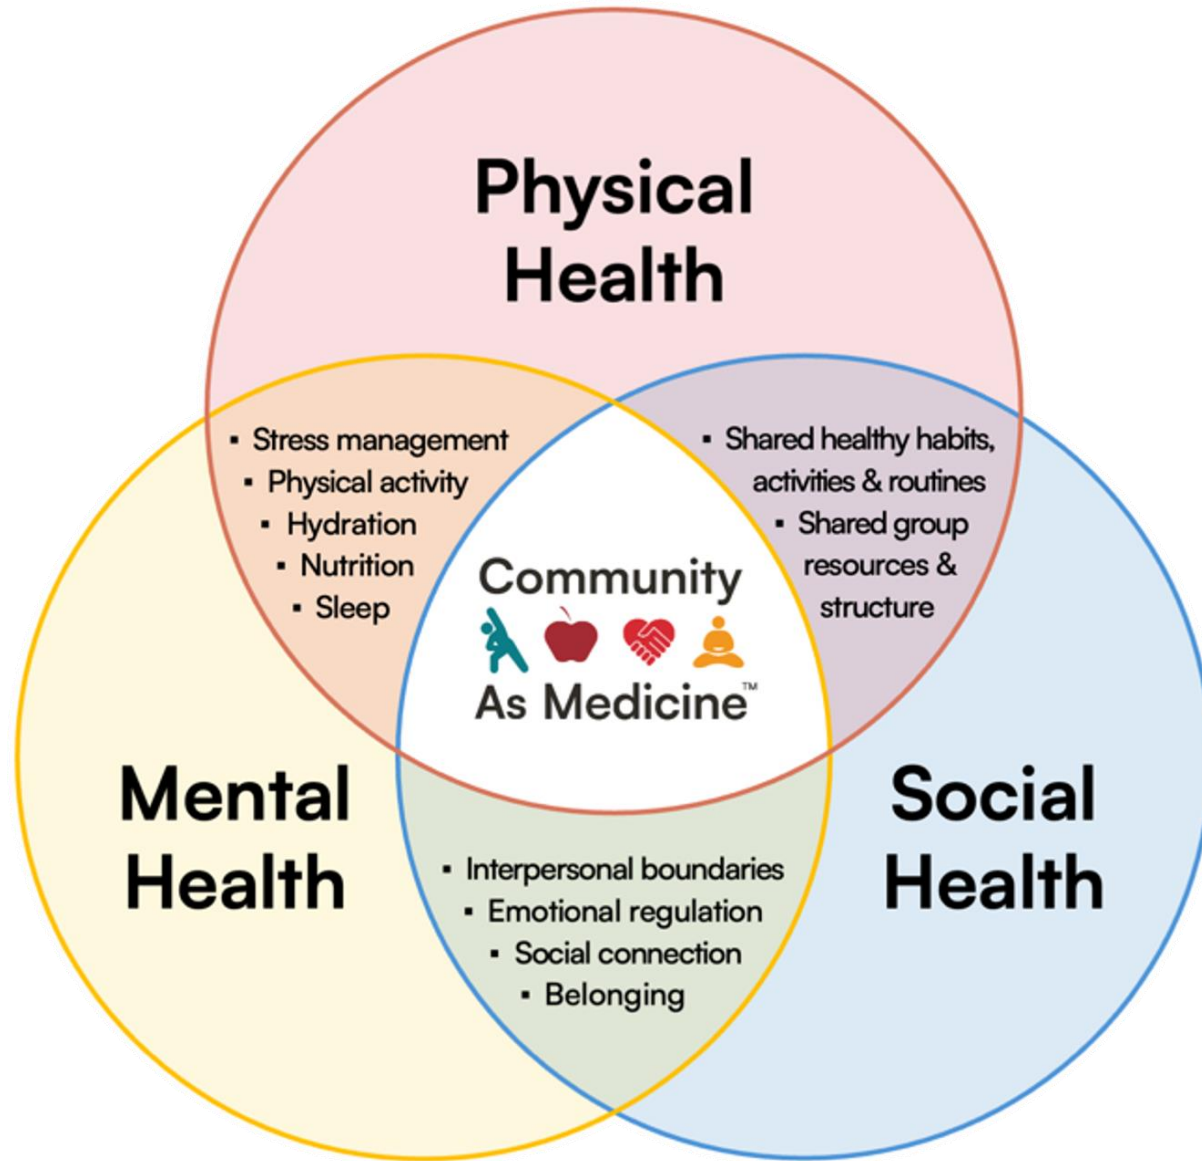 Physical
Health
▪ Stress management
▪ Physical activity
▪ Hydration
▪ Nutrition
▪ Sleep
▪ Shared healthy habits,
activities & routines
▪ Shared group
resources &
structure
Community
As Medicine™
Mental
Health
Social
Health
▪ Interpersonal boundaries
▪ Emotional regulation
▪ Social connection
▪ Belonging